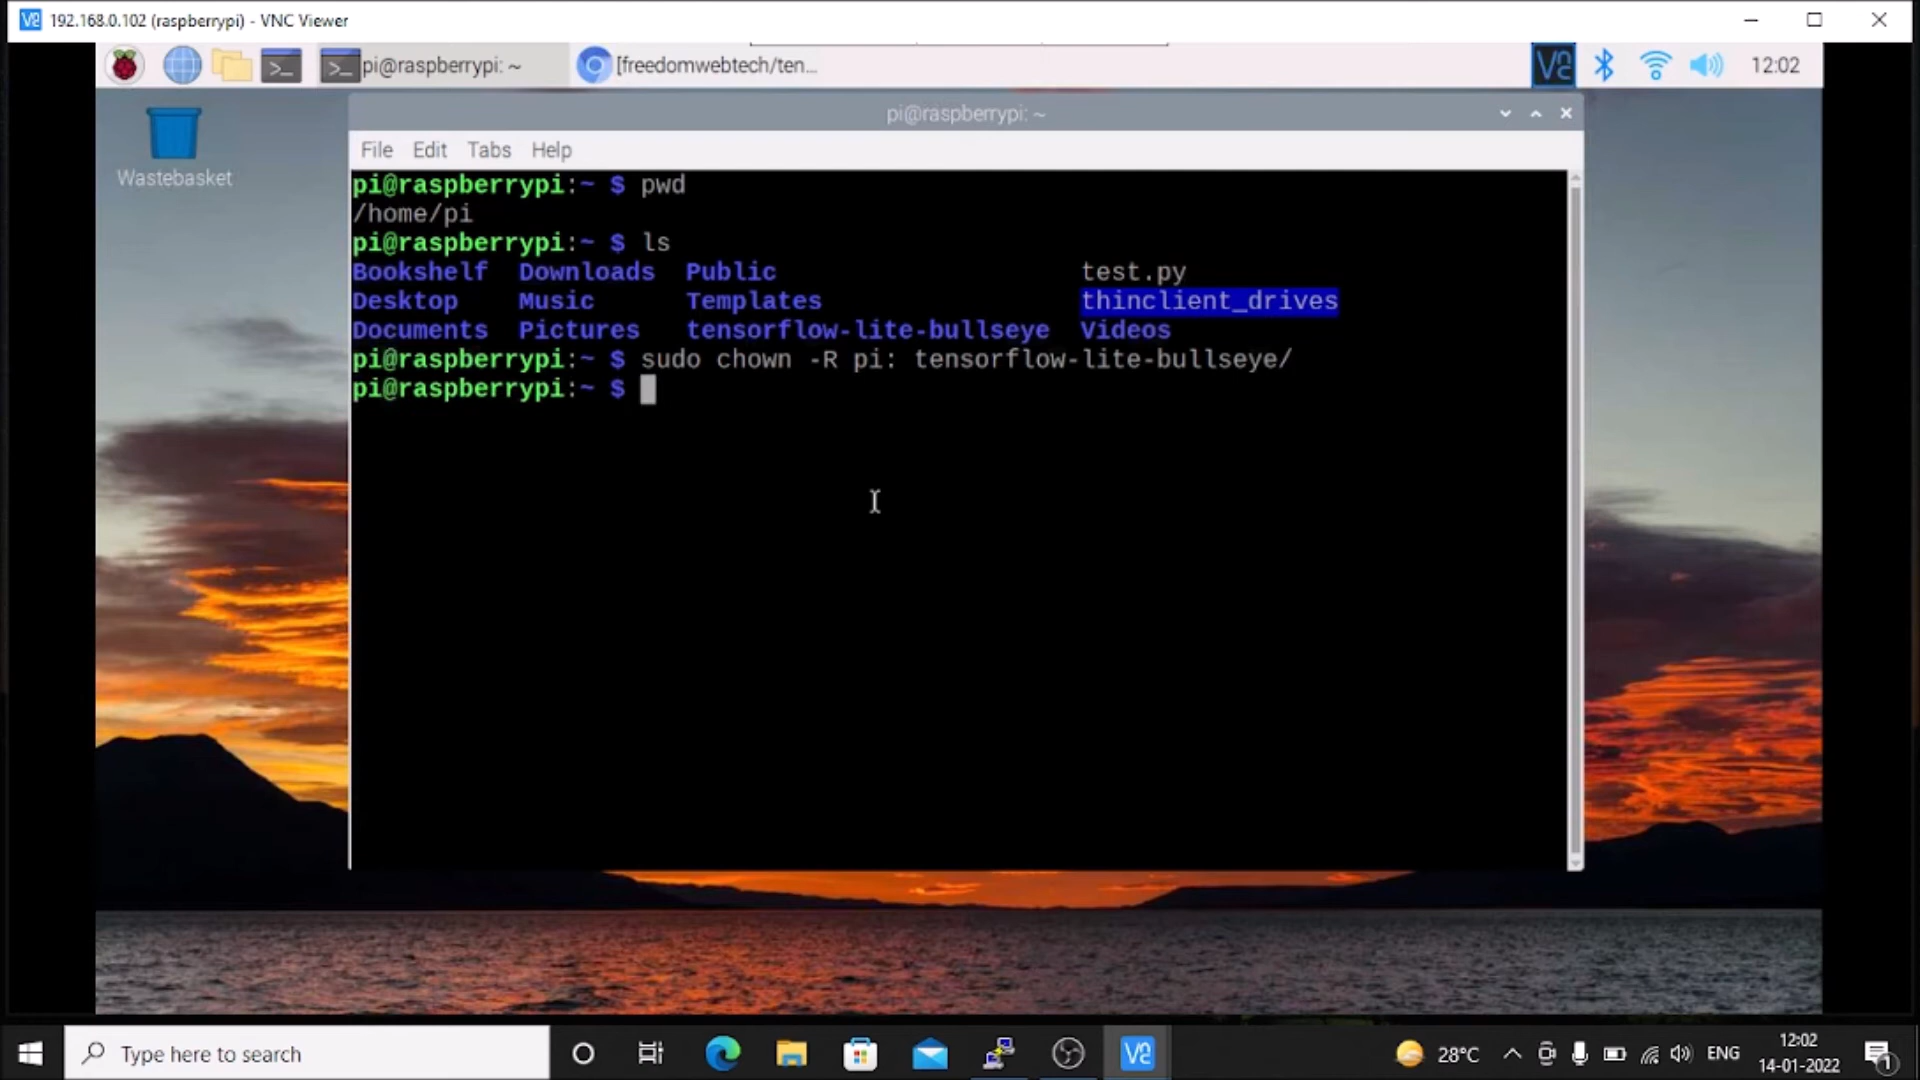 192.168.0.102 (raspberrypi) - VNC Viewer
pi@raspberrypi: ~
[freedomwebtech/ten...
12:02
Wastebasket
pi@raspberrypi: ~
File Edit Tabs Help
pi@raspberrypi:~ $ pwd
/home/pi
pi@raspberrypi:~ $ ls
Bookshelf Downloads Public test.py
Desktop Music Templates thinclient_drives
Documents Pictures tensorflow-lite-bullseye Videos
pi@raspberrypi:~ $ sudo chown -R pi: tensorflow-lite-bullseye/
pi@raspberrypi:~ $
Type here to search
28°C
ENG
12:02
14-01-2022
1